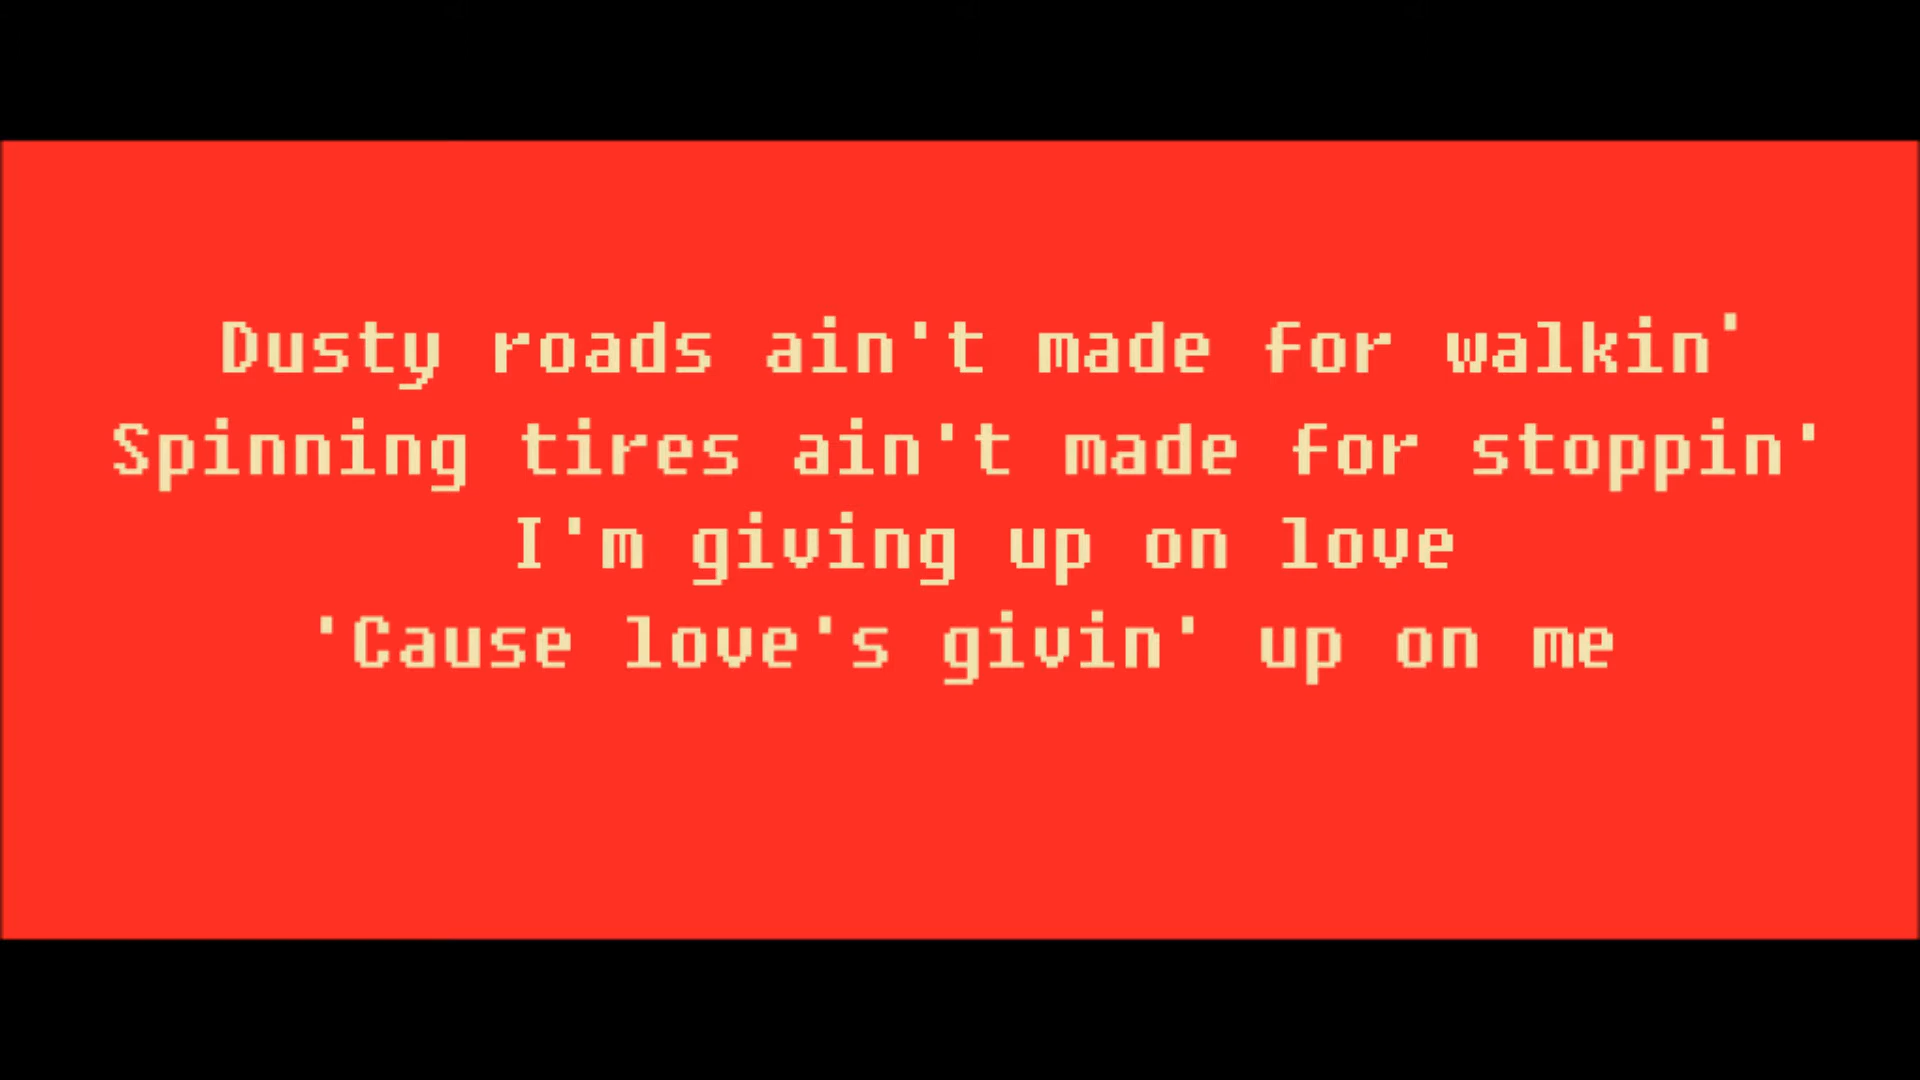 Dusty roads ain't made for walkin'
Spinning tires ain't made for stoppin'
I'm giving up on love
'Cause love's givin' up on me